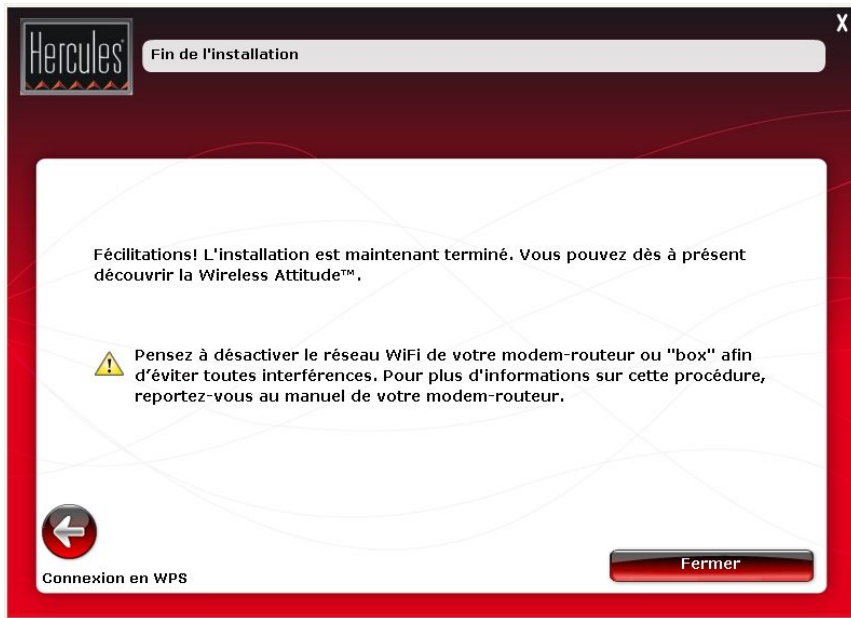 X
Hercules
Fin de l'installation
Fécilitations! L'installation est maintenant terminé. Vous pouvez dès à présent
découvrir la Wireless Attitude™.
Pensez à désactiver le réseau WiFi de votre modem-routeur ou "box" afin
d’éviter toutes interférences. Pour plus d'informations sur cette procédure,
reportez-vous au manuel de votre modem-routeur.
Connexion en WPS
Fermer